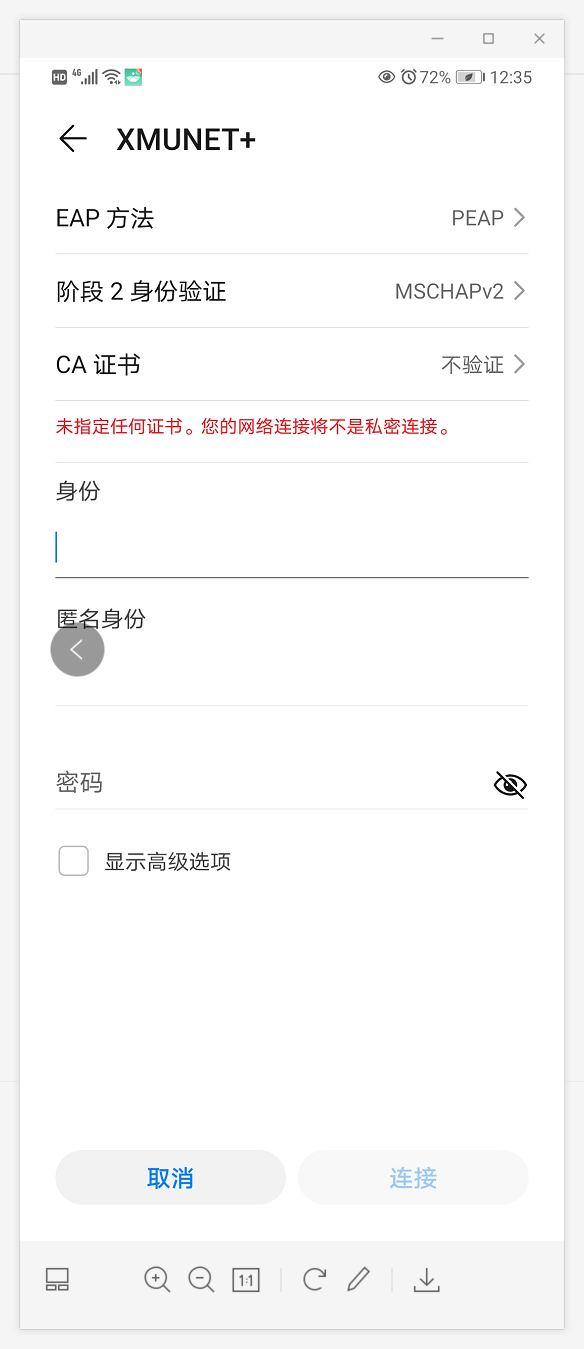 HD 4G 72% 12:35
XMUNET+
EAP 方法 PEAP
阶段 2 身份验证 MSCHAPv2
CA 证书 不验证
未指定任何证书。您的网络连接将不是私密连接。
身份
匿名身份
密码
显示高级选项
取消 连接
1:1